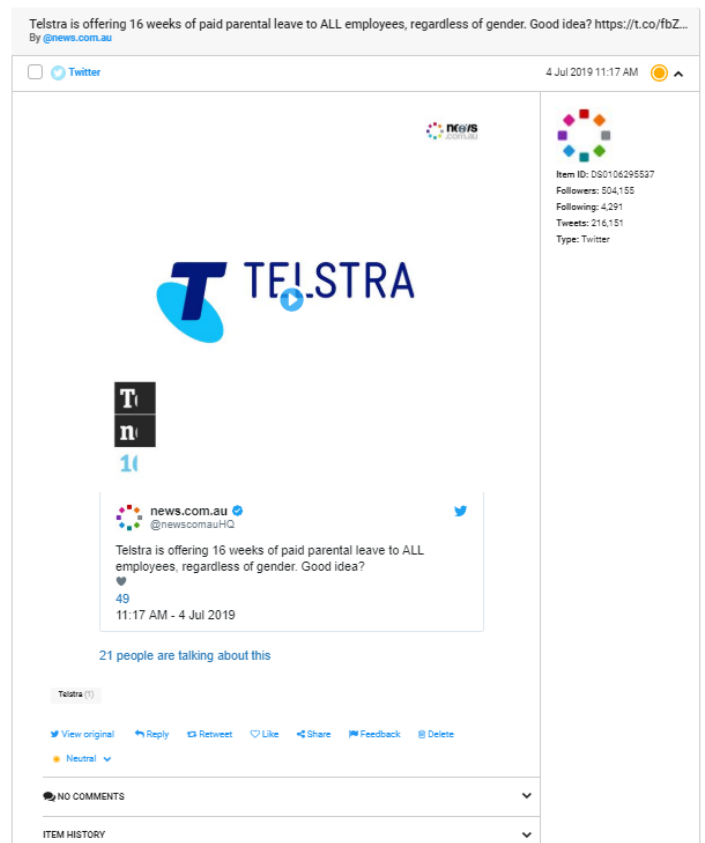 Telstra is offering 16 weeks of paid parental leave to ALL employees, regardless of gender. Good idea? https://t.co/fbZ...
By @news.com.au
Twitter
4 Jul 2019 11:17 AM
news
.com.au
Item ID: DS0106295537
Followers: 504,155
Following: 4,291
Tweets: 216,151
Type: Twitter
TELSTRA
T
n
1
news.com.au
@newscomauHQ
Telstra is offering 16 weeks of paid parental leave to ALL
employees, regardless of gender. Good idea?
49
11:17 AM - 4 Jul 2019
21 people are talking about this
Telstra (1)
View original Reply Retweet Like Share Feedback Delete
Neutral
NO COMMENTS
ITEM HISTORY